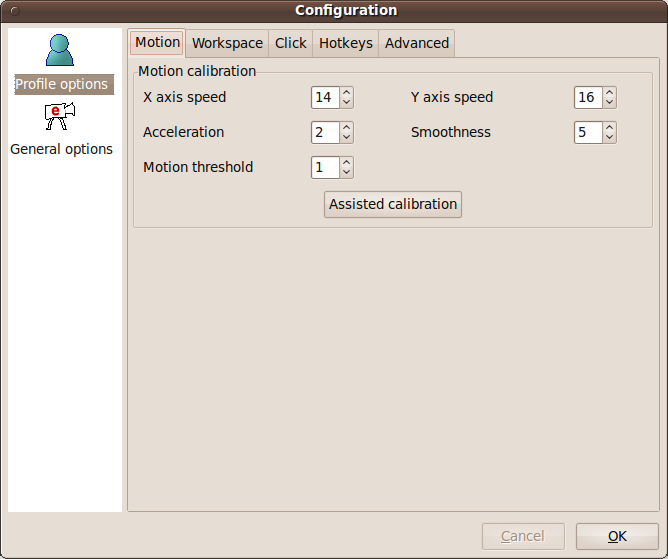 Configuration
Profile options
e
General options
Motion Workspace Click Hotkeys Advanced
Motion calibration
X axis speed 14 Y axis speed 16
Acceleration 2 Smoothness 5
Motion threshold 1
Assisted calibration
Cancel OK